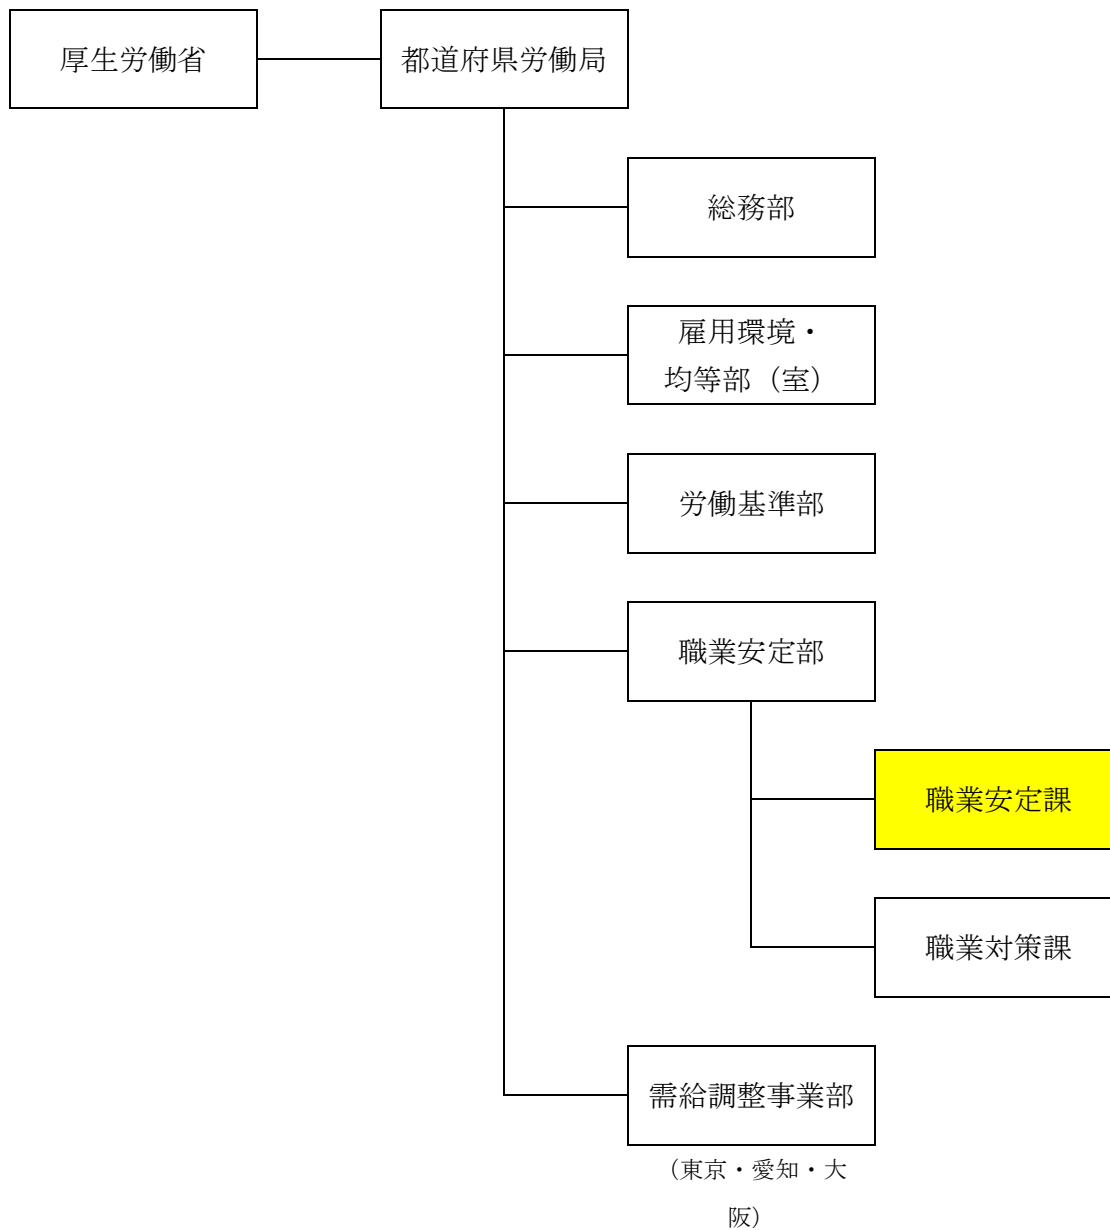 厚生労働省
都道府県労働局
総務部
雇用環境・
均等部（室）
労働基準部
職業安定部
職業安定課
職業対策課
需給調整事業部
（東京・愛知・大
阪）